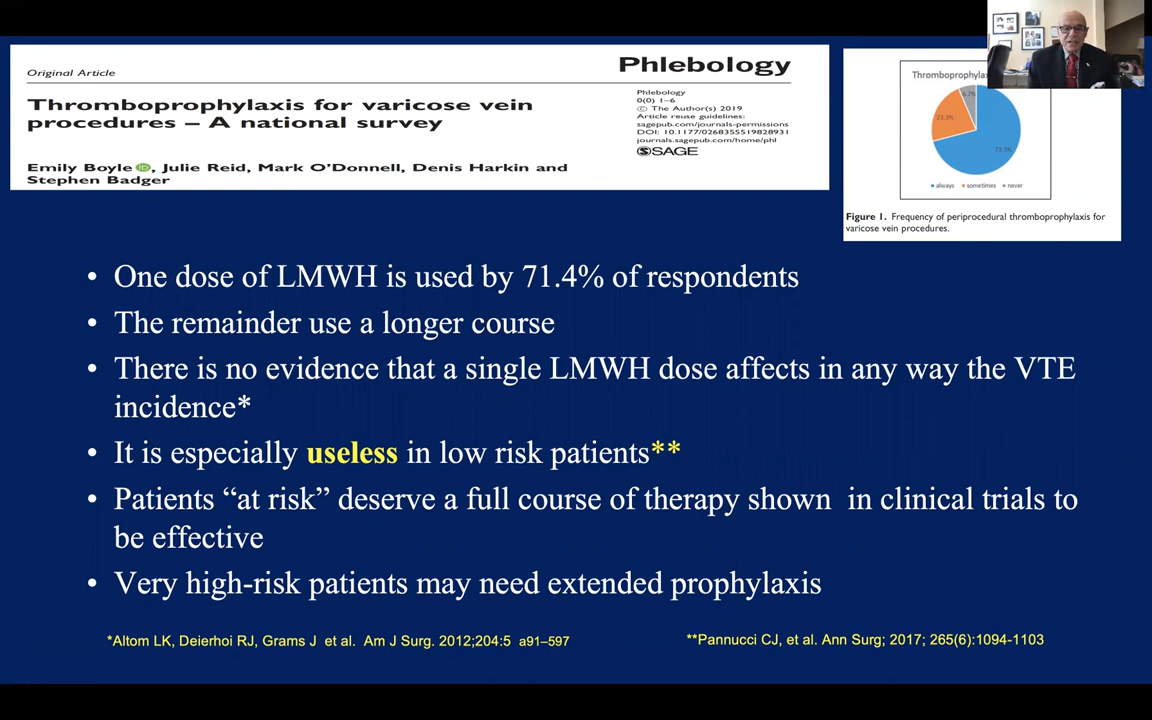 Original Article
Phlebology
Thromboprophylaxis for varicose vein
procedures – A national survey
Emily Boyle iD, Julie Reid, Mark O'Donnell, Denis Harkin and
Stephen Badger
Phlebology
0(0) 1–6
© The Author(s) 2019
Article reuse guidelines:
sagepub.com/journals-permissions
DOI: 10.1177/0268355519828931
journals.sagepub.com/home/phl
SAGE
6.7%
23.3%
73.3%
always sometimes never
Figure 1. Frequency of periprocedural thromboprophylaxis for
varicose vein procedures.
• One dose of LMWH is used by 71.4% of respondents
• The remainder use a longer course
• There is no evidence that a single LMWH dose affects in any way the VTE
incidence*
• It is especially useless in low risk patients**
• Patients “at risk” deserve a full course of therapy shown in clinical trials to
be effective
• Very high-risk patients may need extended prophylaxis
*Altom LK, Deierhoi RJ, Grams J et al. Am J Surg. 2012;204:5 a91–597
**Pannucci CJ, et al. Ann Surg; 2017; 265(6):1094-1103